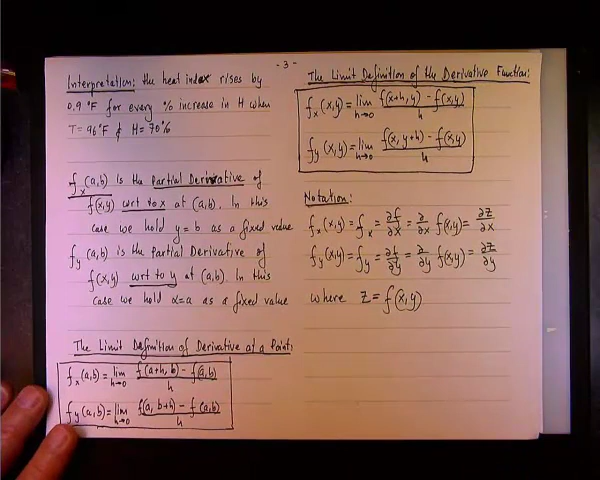 - 3 -
Interpretation: the heat index rises by
0.9 °F for every % increase in H when
T = 96°F & H = 70%
f_x (a,b) is the Partial Derivative of
f(x,y) wrt to x at (a,b). In this
case we hold y = b as a fixed value
f_y (a,b) is the Partial Derivative of
f(x,y) wrt to y at (a,b). In this
case we hold x = a as a fixed value
The Limit Definition of Derivative at a Point:
f_x (a,b) = lim_{h→0} (f(a+h, b) - f(a,b)) / h
f_y (a,b) = lim_{h→0} (f(a, b+h) - f(a,b)) / h
The Limit Definition of the Derivative Function:
f_x (x,y) = lim_{h→0} (f(x+h, y) - f(x,y)) / h
f_y (x,y) = lim_{h→0} (f(x, y+h) - f(x,y)) / h
Notation:
f_x (x,y) = f_x = ∂f/∂x = ∂/∂x f(x,y) = ∂z/∂x
f_y (x,y) = f_y = ∂f/∂y = ∂/∂y f(x,y) = ∂z/∂y
where z = f(x,y)